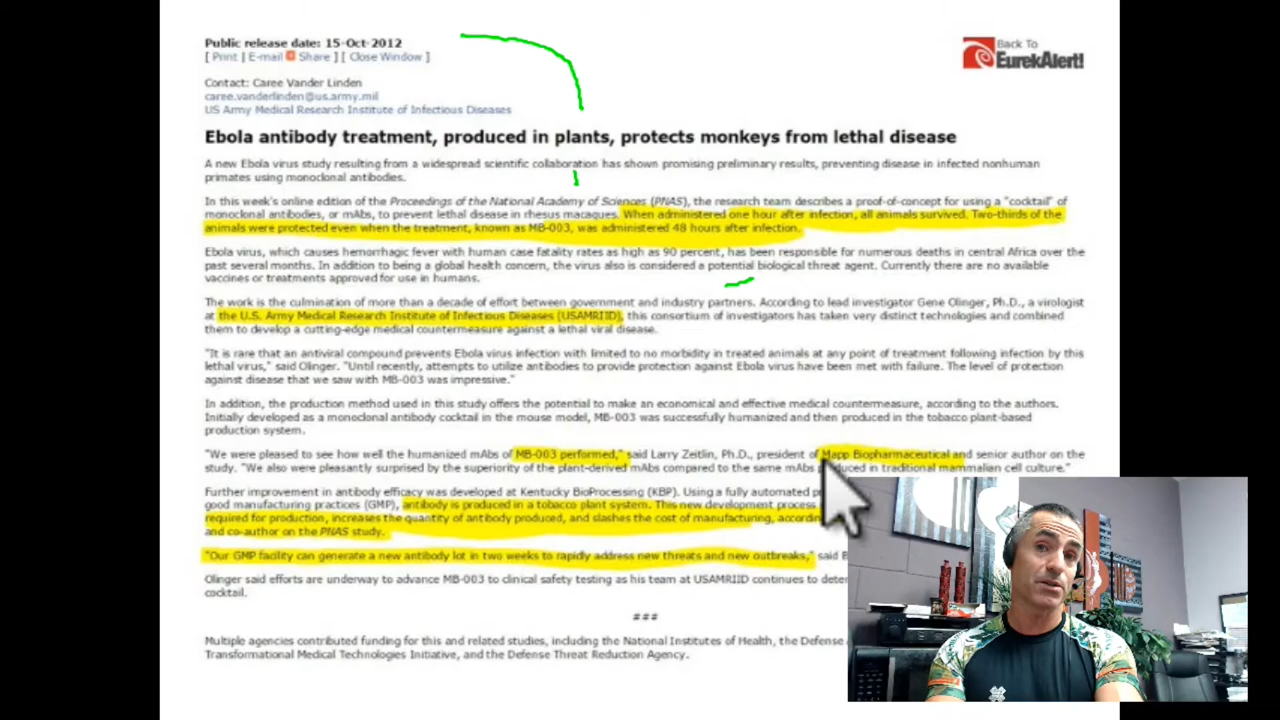 Public release date: 15-Oct-2012
[ Print | E-mail Share ] [ Close Window ]
Back To
EurekAlert!
Contact: Caree Vander Linden
caree.vanderlinden@us.army.mil
US Army Medical Research Institute of Infectious Diseases
Ebola antibody treatment, produced in plants, protects monkeys from lethal disease
A new Ebola virus study resulting from a widespread scientific collaboration has shown promising preliminary results, preventing disease in infected nonhuman
primates using monoclonal antibodies.
In this week's online edition of the Proceedings of the National Academy of Sciences (PNAS), the research team describes a proof-of-concept for using a "cocktail" of
monoclonal antibodies, or mAbs, to prevent lethal disease in rhesus macaques. When administered one hour after infection, all animals survived. Two-thirds of the
animals were protected even when the treatment, known as MB-003, was administered 48 hours after infection.
Ebola virus, which causes hemorrhagic fever with human case fatality rates as high as 90 percent, has been responsible for numerous deaths in central Africa over the
past several months. In addition to being a global health concern, the virus also is considered a potential biological threat agent. Currently there are no available
vaccines or treatments approved for use in humans.
The work is the culmination of more than a decade of effort between government and industry partners. According to lead investigator Gene Olinger, Ph.D., a virologist
at the U.S. Army Medical Research Institute of Infectious Diseases (USAMRIID), this consortium of investigators has taken very distinct technologies and combined
them to develop a cutting-edge medical countermeasure against a lethal viral disease.
"It is rare that an antiviral compound prevents Ebola virus infection with limited to no morbidity in treated animals at any point of treatment following infection by this
lethal virus," said Olinger. "Until recently, attempts to utilize antibodies to provide protection against Ebola virus have been met with failure. The level of protection
against disease that we saw with MB-003 was impressive."
In addition, the production method used in this study offers the potential to make an economical and effective medical countermeasure, according to the authors.
Initially developed as a monoclonal antibody cocktail in the mouse model, MB-003 was successfully humanized and then produced in the tobacco plant-based
production system.
"We were pleased to see how well the humanized mAbs of MB-003 performed," said Larry Zeitlin, Ph.D., president of Mapp Biopharmaceutical and senior author on the
study. "We also were pleasantly surprised by the superiority of the plant-derived mAbs compared to the same mAbs produced in traditional mammalian cell culture."
Further improvement in antibody efficacy was developed at Kentucky BioProcessing (KBP). Using a fully automated
good manufacturing practices (GMP), antibody is produced in a tobacco plant system. This new development process
required for production, increases the quantity of antibody produced, and slashes the cost of manufacturing,
and co-author on the PNAS study.
"Our GMP facility can generate a new antibody lot in two weeks to rapidly address new threats and new outbreaks," said
Olinger said efforts are underway to advance MB-003 to clinical safety testing as his team at USAMRIID continues to
cocktail.
###
Multiple agencies contributed funding for this and related studies, including the National Institutes of Health, the Defense
Transformational Medical Technologies Initiative, and the Defense Threat Reduction Agency.